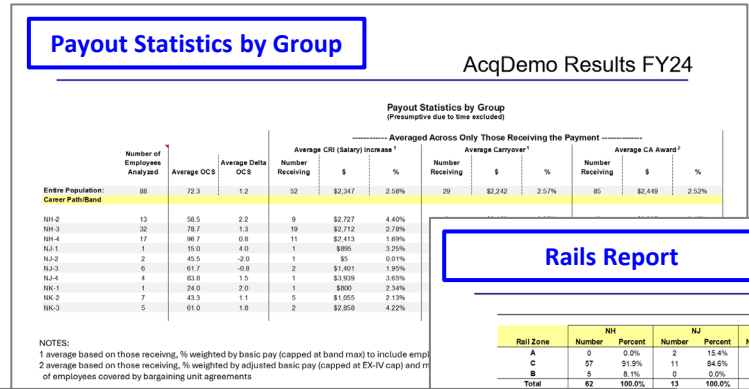 Payout Statistics by Group
AcqDemo Results FY24
Payout Statistics by Group
(Presumptive due to time excluded)
------------ Averaged Across Only Those Receiving the Payment --------------
Average CRI (Salary) Increase 1 Average Carryover 1 Average CA Award 2
Number of Employees Analyzed Average OCS Average Delta OCS Number Receiving $ % Number Receiving $ % Number Receiving $ %
Entire Population: 88 72.3 1.2 52 $2,347 2.58% 29 $2,242 2.57% 85 $2,449 2.52%
Career Path/Band
NH-2 13 58.5 2.2 9 $2,727 4.40%
NH-3 32 78.7 1.3 19 $2,712 2.78%
NH-4 17 96.7 0.8 11 $2,413 1.69%
NJ-1 1 15.0 4.0 1 $895 3.25%
NJ-2 2 45.5 -2.0 1 $5 0.01%
NJ-3 6 61.7 -0.8 2 $1,401 1.95%
NJ-4 4 83.8 1.5 1 $3,939 3.65%
NK-1 1 24.0 2.0 1 $800 2.34%
NK-2 7 43.3 1.1 5 $1,055 2.13%
NK-3 5 61.0 1.8 2 $2,858 4.22%
NOTES:
1 average based on those receivng, % weighted by basic pay (capped at band max) to include empl
2 average based on those receiving, % weighted by adjusted basic pay (capped at EX-IV cap) and m
of employees covered by bargaining unit agreements
Rails Report
NH NJ
Rail Zone Number Percent Number Percent
A 0 0.0% 2 15.4%
C 57 91.9% 11 84.6%
B 5 8.1% 0 0.0%
Total 62 100.0% 13 100.0%